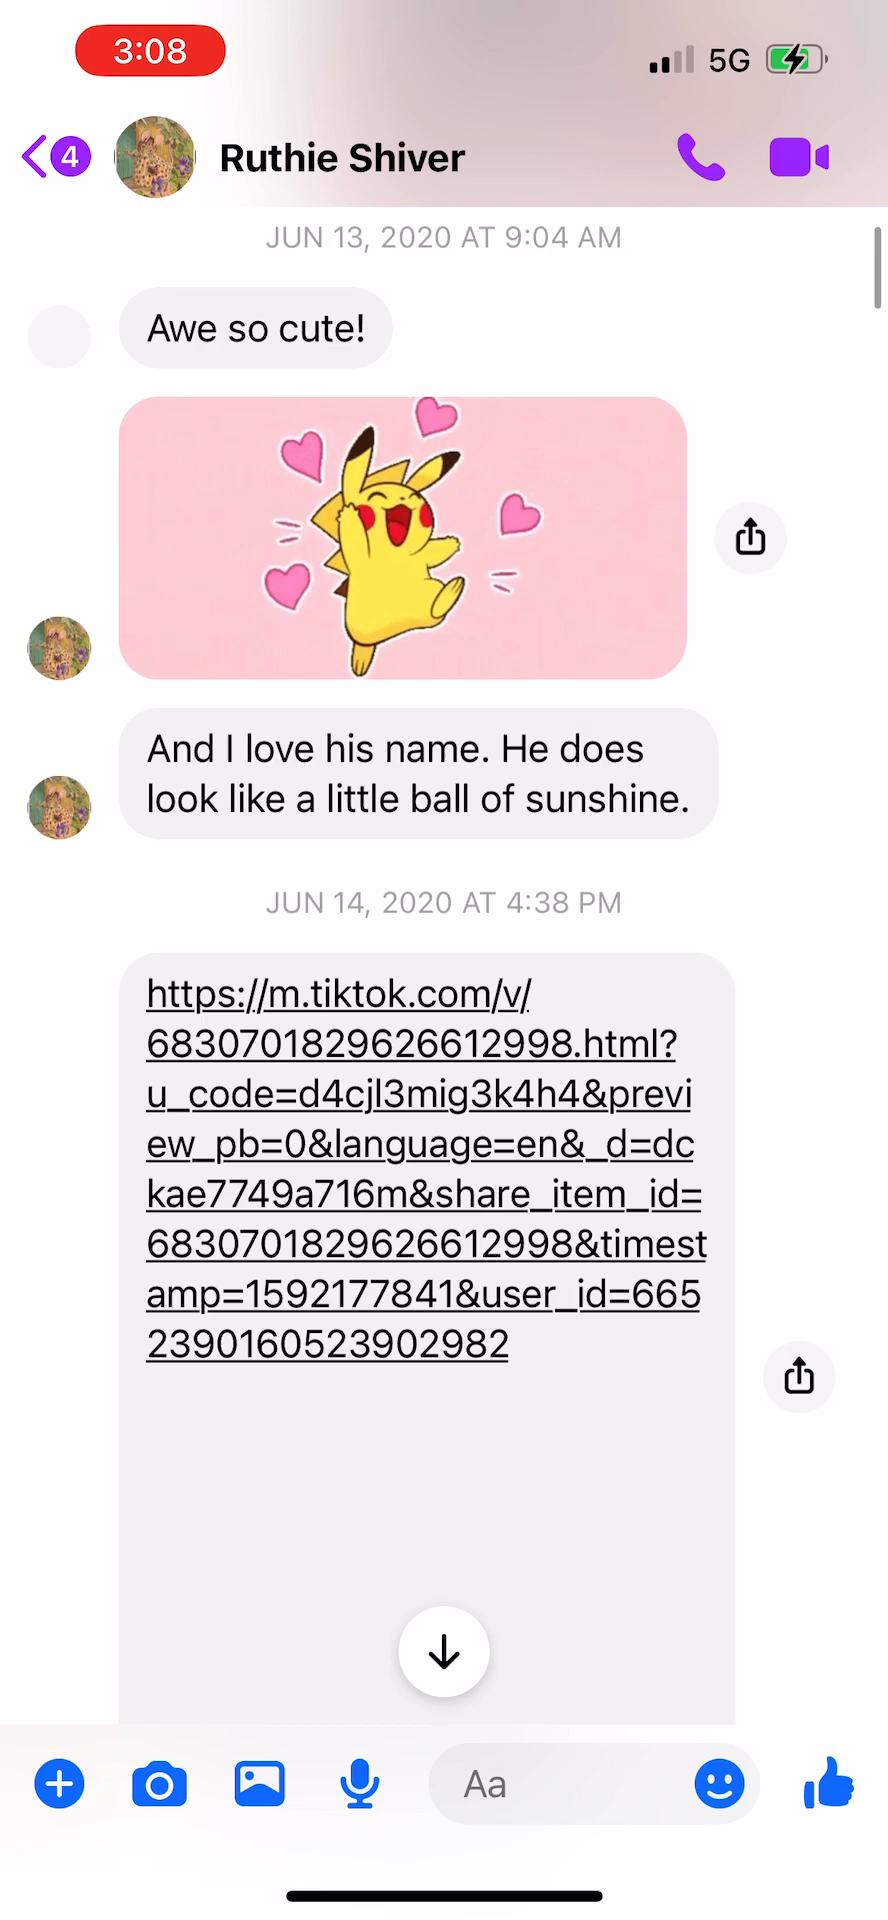 3:08
5G
4
Ruthie Shiver
JUN 13, 2020 AT 9:04 AM
Awe so cute!
And I love his name. He does
look like a little ball of sunshine.
JUN 14, 2020 AT 4:38 PM
https://m.tiktok.com/v/
6830701829626612998.html?
u_code=d4cjl3mig3k4h4&previ
ew_pb=0&language=en&_d=dc
kae7749a716m&share_item_id=
6830701829626612998&timest
amp=1592177841&user_id=665
2390160523902982
Aa